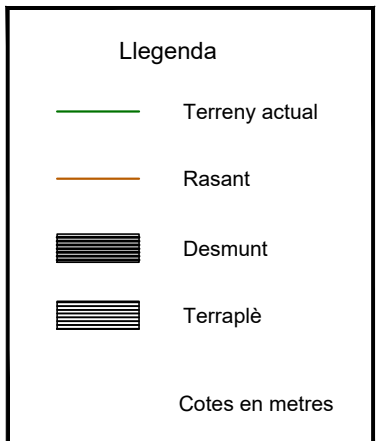 Llegenda
Terreny actual
Rasant
Desmunt
Terraplè
Cotes en metres